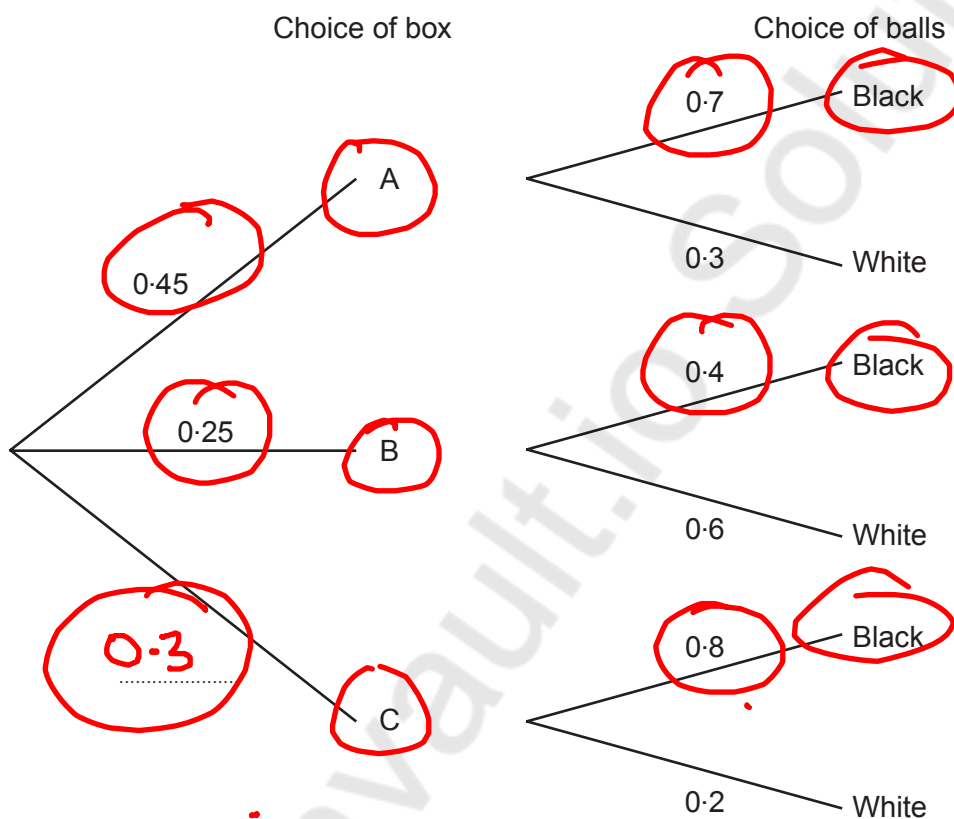 Choice of box Choice of balls
0·7 Black
A
0·3 White
0·45
0·4 Black
0·25 B
0·6 White
0·8 Black
0·3
C
0·2 White